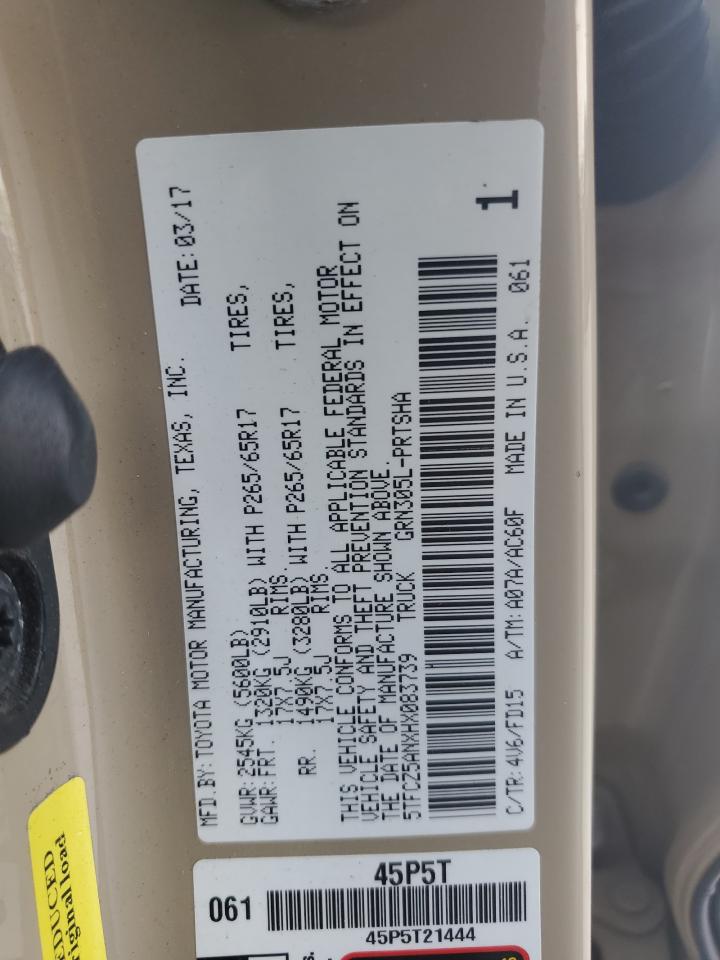 MFD.BY:TOYOTA MOTOR MANUFACTURING, TEXAS, INC. DATE:03/17
GVWR:2545KG (5600LB)
GAWR:FRT. 1320KG (2910LB) WITH P265/65R17 TIRES,
17X7.5J RIMS.
RR. 1490KG (3280LB) WITH P265/65R17 TIRES,
17X7.5J RIMS.
THIS VEHICLE CONFORMS TO ALL APPLICABLE FEDERAL MOTOR
VEHICLE SAFETY AND THEFT PREVENTION STANDARDS IN EFFECT ON
THE DATE OF MANUFACTURE SHOWN ABOVE.
5TFCZ5ANXHX083739 TRUCK GRN305L-PRTSHA
C/TR:4V6/FD15 A/TM:A07A/AC60F MADE IN U.S.A. 061
1
45P5T
061
45P5T21444